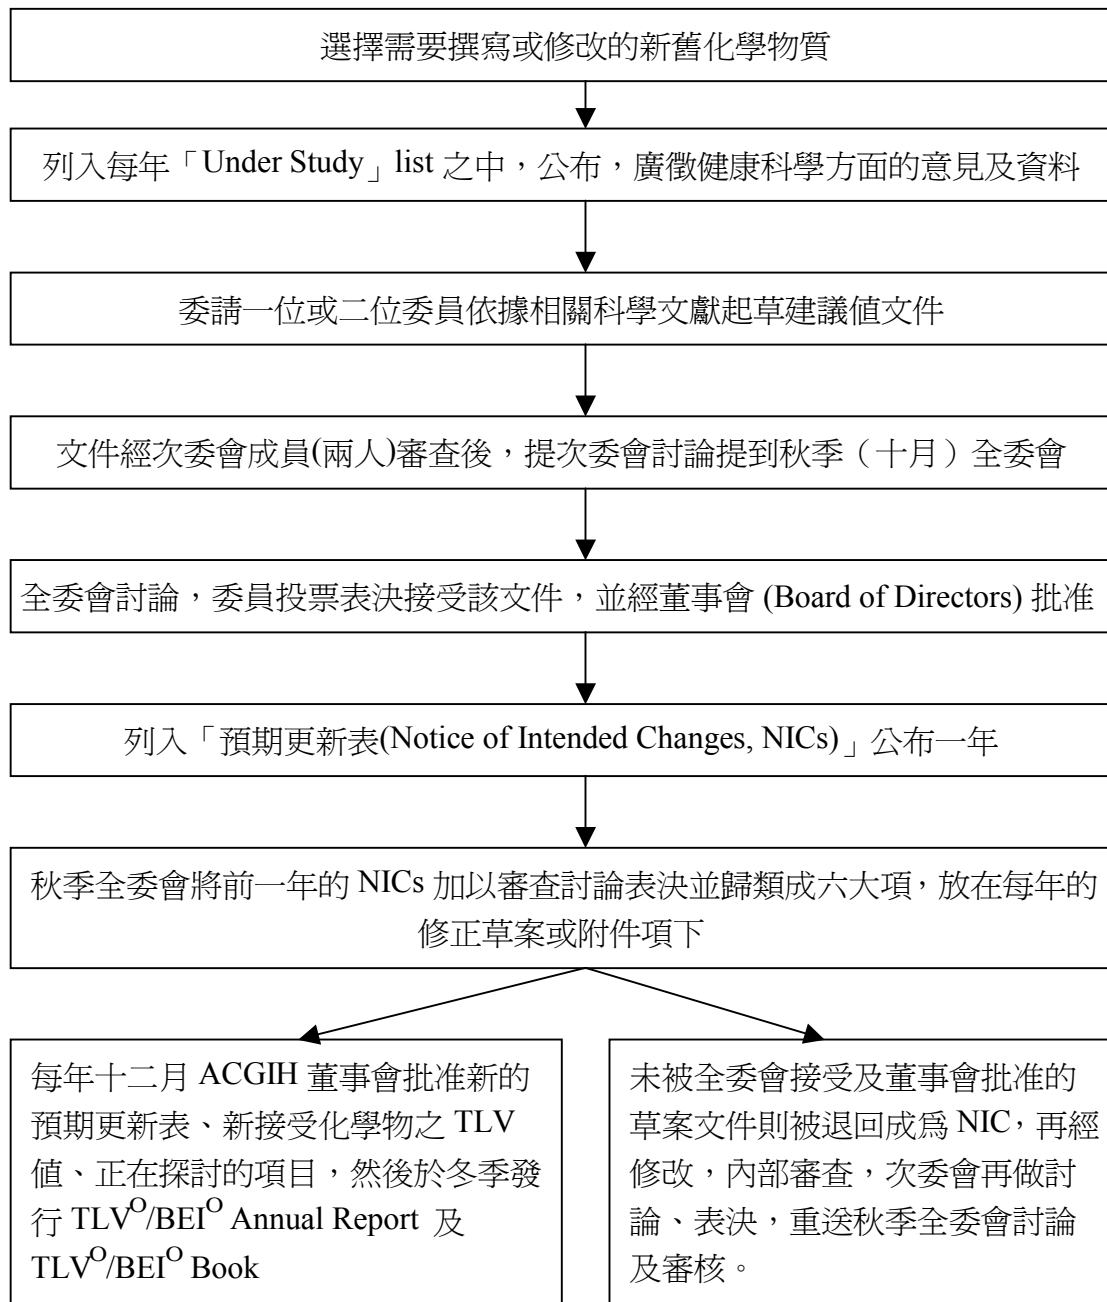 選擇需要撰寫或修改的新舊化學物質
列入每年「Under Study」list 之中，公布，廣徵健康科學方面的意見及資料
委請一位或二位委員依據相關科學文獻起草建議值文件
文件經次委會成員(兩人)審查後，提次委會討論提到秋季（十月）全委會
全委會討論，委員投票表決接受該文件，並經董事會 (Board of Directors) 批准
列入「預期更新表(Notice of Intended Changes, NICs)」公布一年
秋季全委會將前一年的 NICs 加以審查討論表決並歸類成六大項，放在每年的
修正草案或附件項下
每年十二月 ACGIH 董事會批准新的
預期更新表、新接受化學物之 TLV
值、正在探討的項目，然後於冬季發
行 TLV^O/BEI^O Annual Report 及
TLV^O/BEI^O Book
未被全委會接受及董事會批准的
草案文件則被退回成爲 NIC，再經
修改，內部審查，次委會再做討
論、表決，重送秋季全委會討論
及審核。